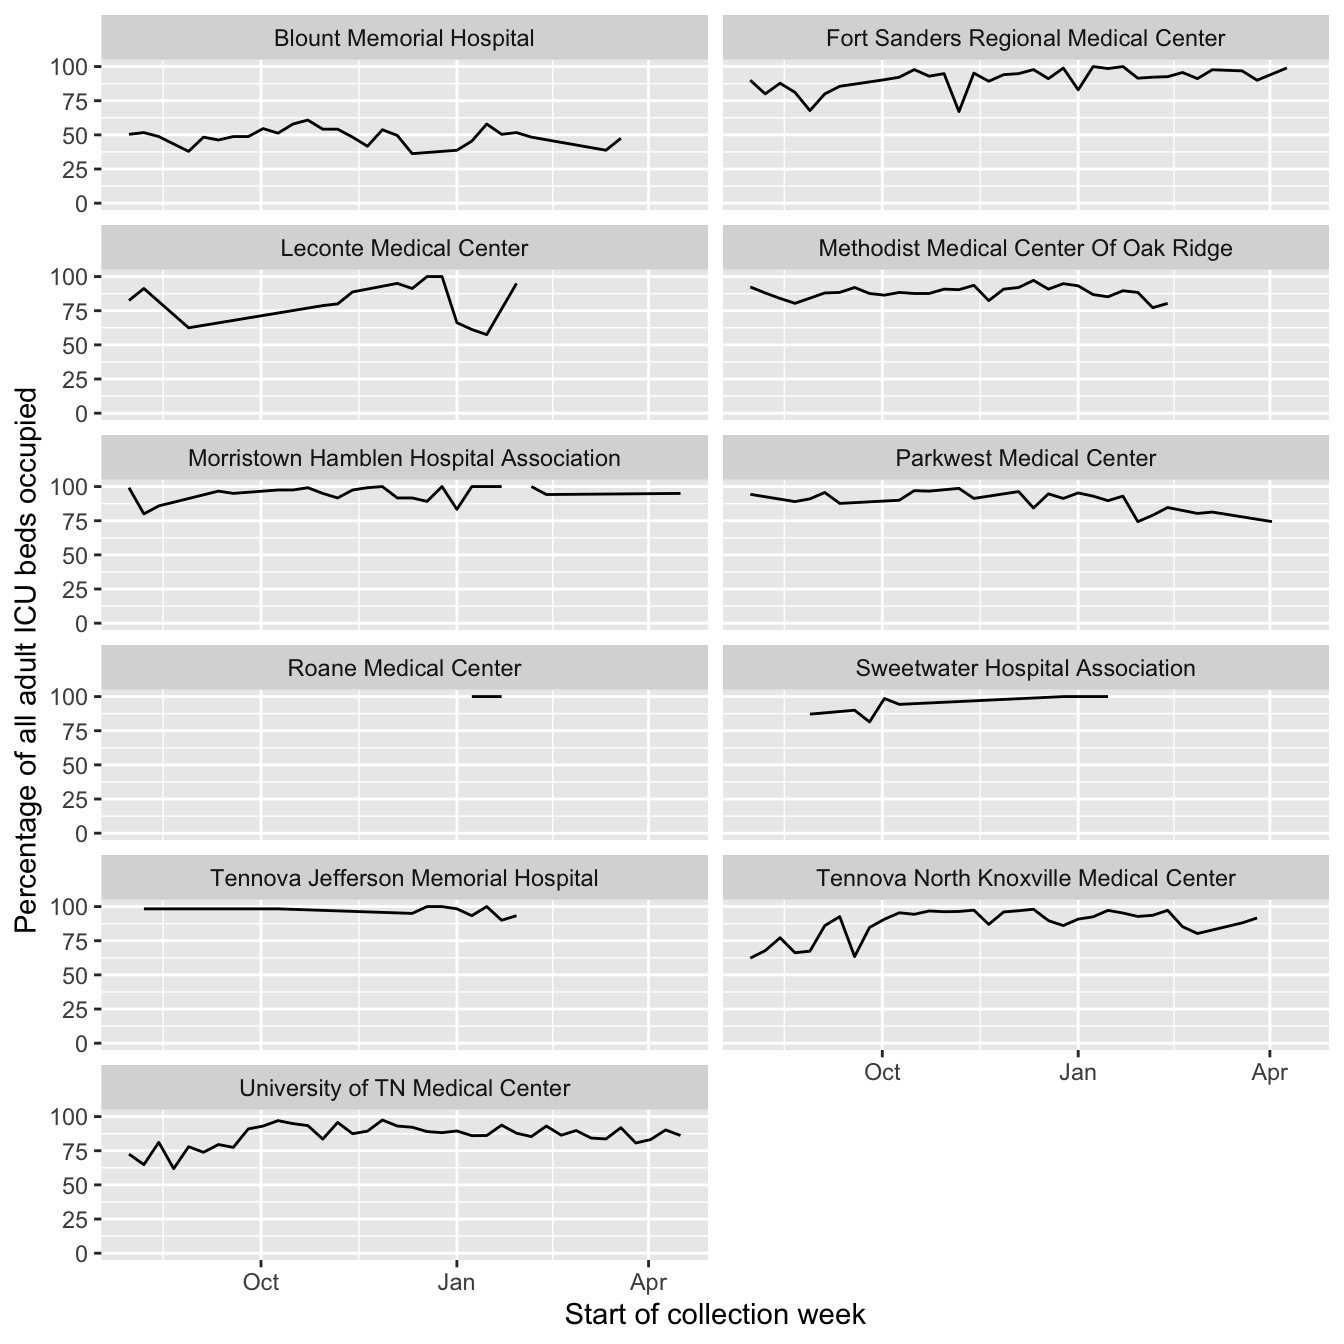 Blount Memorial Hospital
Fort Sanders Regional Medical Center
100
75
50
25
0
Leconte Medical Center
Methodist Medical Center Of Oak Ridge
100
75
50
25
0
Morristown Hamblen Hospital Association
Parkwest Medical Center
100
75
50
25
0
Roane Medical Center
Sweetwater Hospital Association
100
75
50
25
0
Tennova Jefferson Memorial Hospital
Tennova North Knoxville Medical Center
100
75
50
25
0
Oct Jan Apr
University of TN Medical Center
100
75
50
25
0
Oct Jan Apr
Start of collection week
Percentage of all adult ICU beds occupied